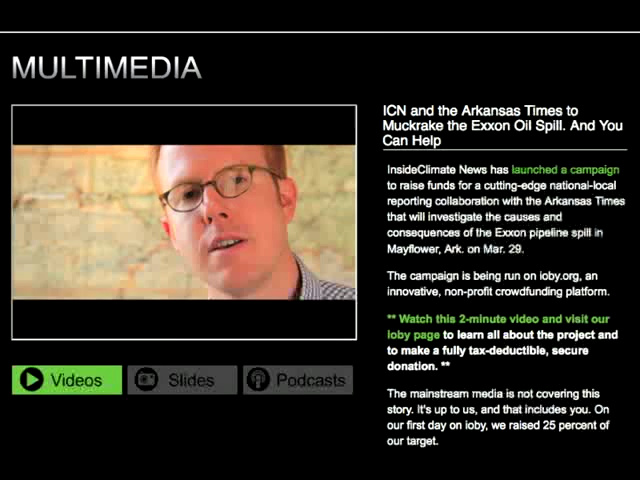 MULTIMEDIA
ICN and the Arkansas Times to
Muckrake the Exxon Oil Spill. And You
Can Help
InsideClimate News has launched a campaign
to raise funds for a cutting-edge national-local
reporting collaboration with the Arkansas Times
that will investigate the causes and
consequences of the Exxon pipeline spill in
Mayflower, Ark. on Mar. 29.
The campaign is being run on ioby.org, an
innovative, non-profit crowdfunding platform.
** Watch this 2-minute video and visit our
ioby page to learn all about the project and
to make a fully tax-deductible, secure
donation. **
The mainstream media is not covering this
story. It's up to us, and that includes you. On
our first day on ioby, we raised 25 percent of
our target.
Videos
Slides
Podcasts